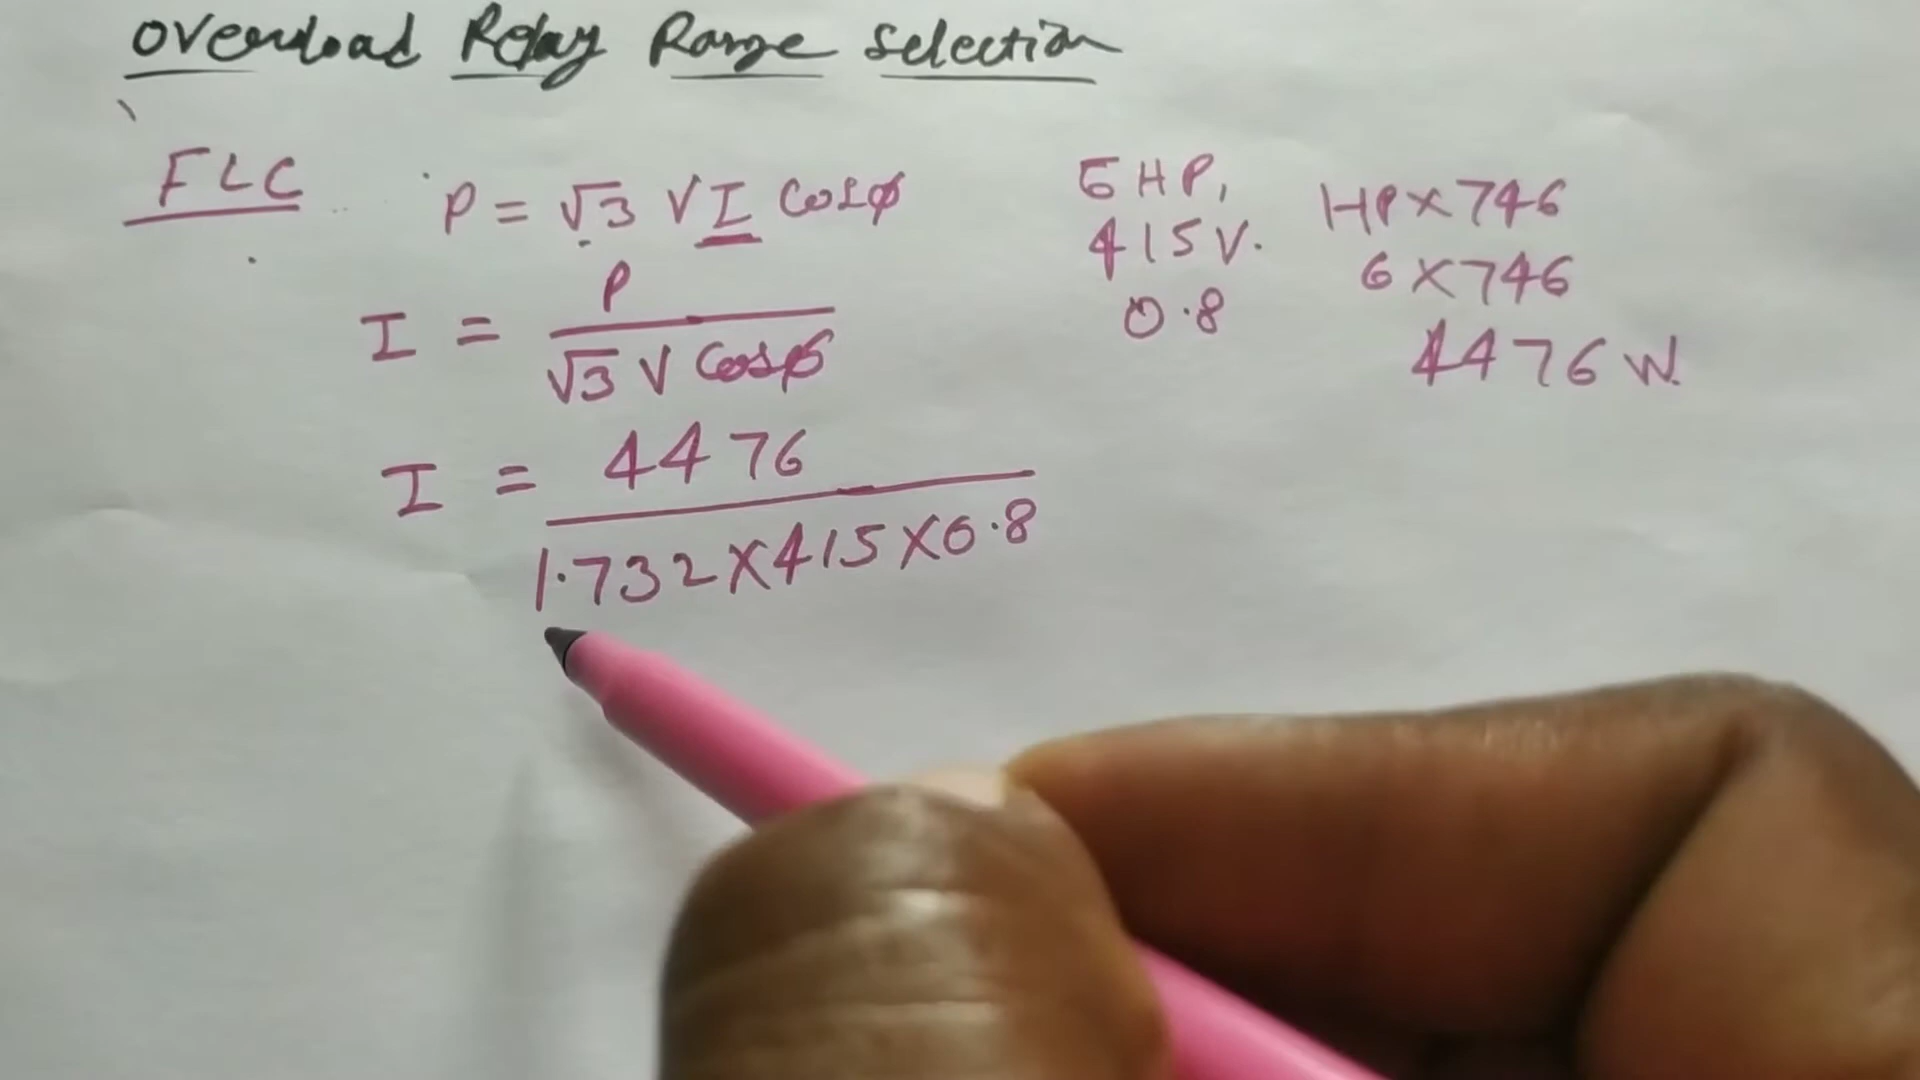 Overload Relay Range Selection
FLC
P = √3 V I Cosφ
I = P / √3 V Cosφ
I = 4476 / 1.732 X 415 X 0.8
6 HP,
415 V.
0.8
HP X 746
6 X 746
4476 W.